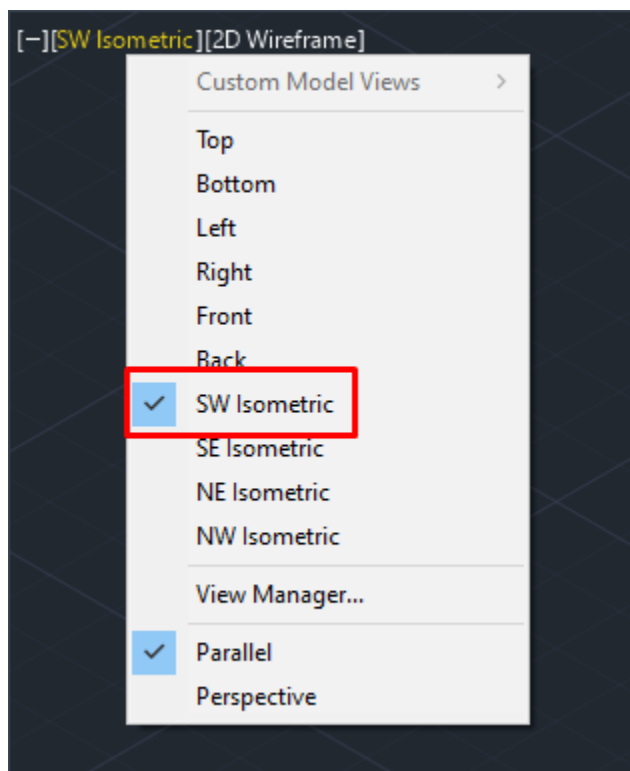 [−][SW Isometric][2D Wireframe]
Custom Model Views
Top
Bottom
Left
Right
Front
Back
SW Isometric
SE Isometric
NE Isometric
NW Isometric
View Manager...
Parallel
Perspective